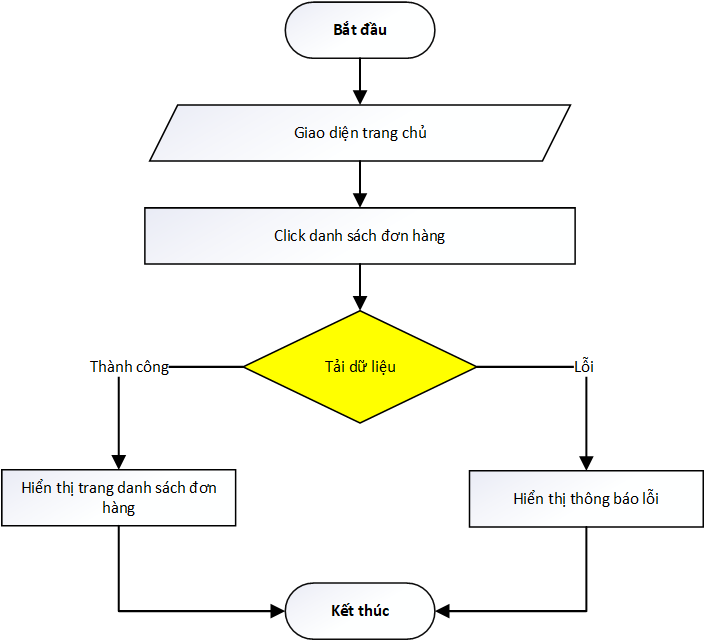 Bắt đầu
Giao diện trang chủ
Click danh sách đơn hàng
Tải dữ liệu
Thành công
Lỗi
Hiển thị trang danh sách đơn
hàng
Hiển thị thông báo lỗi
Kết thúc